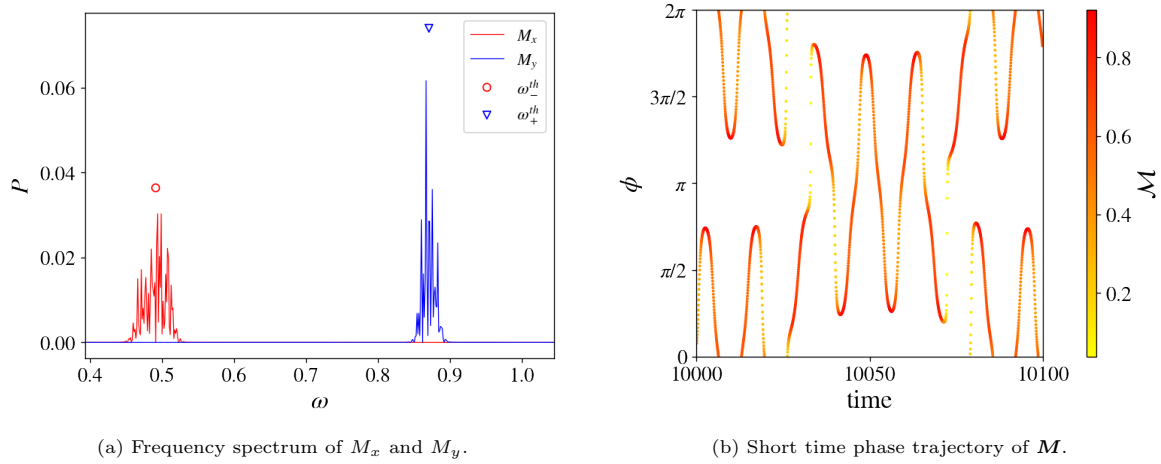 P
0.06
0.04
0.02
0.00
0.4 0.5 0.6 0.7 0.8 0.9 1.0
ω
M_x
M_y
ω_-^{th}
ω_+^{th}
(a) Frequency spectrum of M_x and M_y.
ϕ
2π
3π/2
π
π/2
0
10000 10050 10100
time
0.8
0.6
0.4
0.2
ℳ
(b) Short time phase trajectory of M.